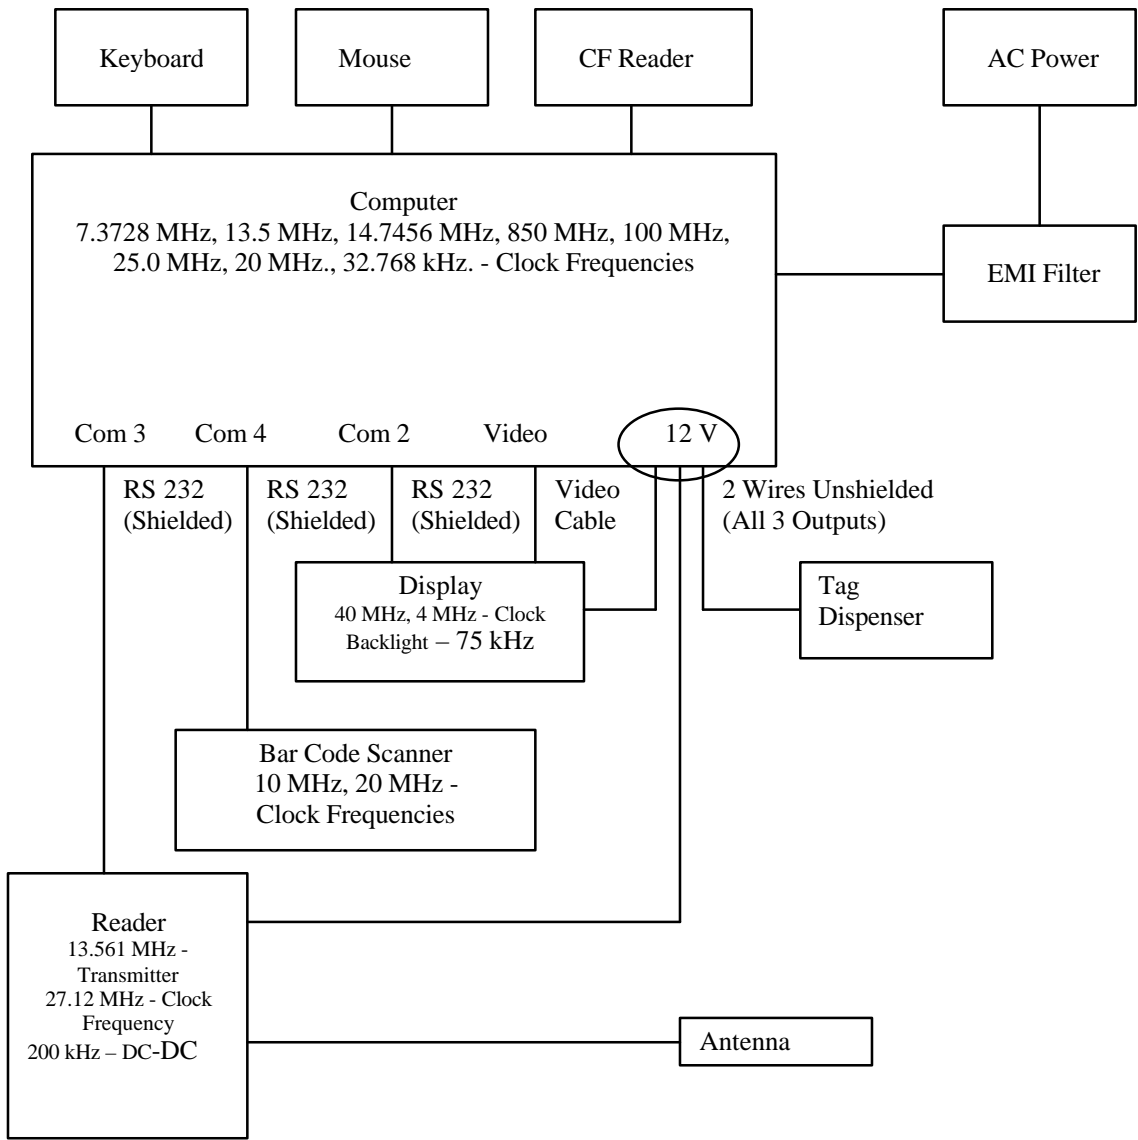 Keyboard
Mouse
CF Reader
AC Power
Computer
7.3728 MHz, 13.5 MHz, 14.7456 MHz, 850 MHz, 100 MHz,
25.0 MHz, 20 MHz., 32.768 kHz. - Clock Frequencies
EMI Filter
Com 3
Com 4
Com 2
Video
12 V
RS 232
(Shielded)
RS 232
(Shielded)
RS 232
(Shielded)
Video
Cable
2 Wires Unshielded
(All 3 Outputs)
Display
40 MHz, 4 MHz - Clock
Backlight – 75 kHz
Tag
Dispenser
Bar Code Scanner
10 MHz, 20 MHz -
Clock Frequencies
Reader
13.561 MHz -
Transmitter
27.12 MHz - Clock
Frequency
200 kHz – DC-DC
Antenna